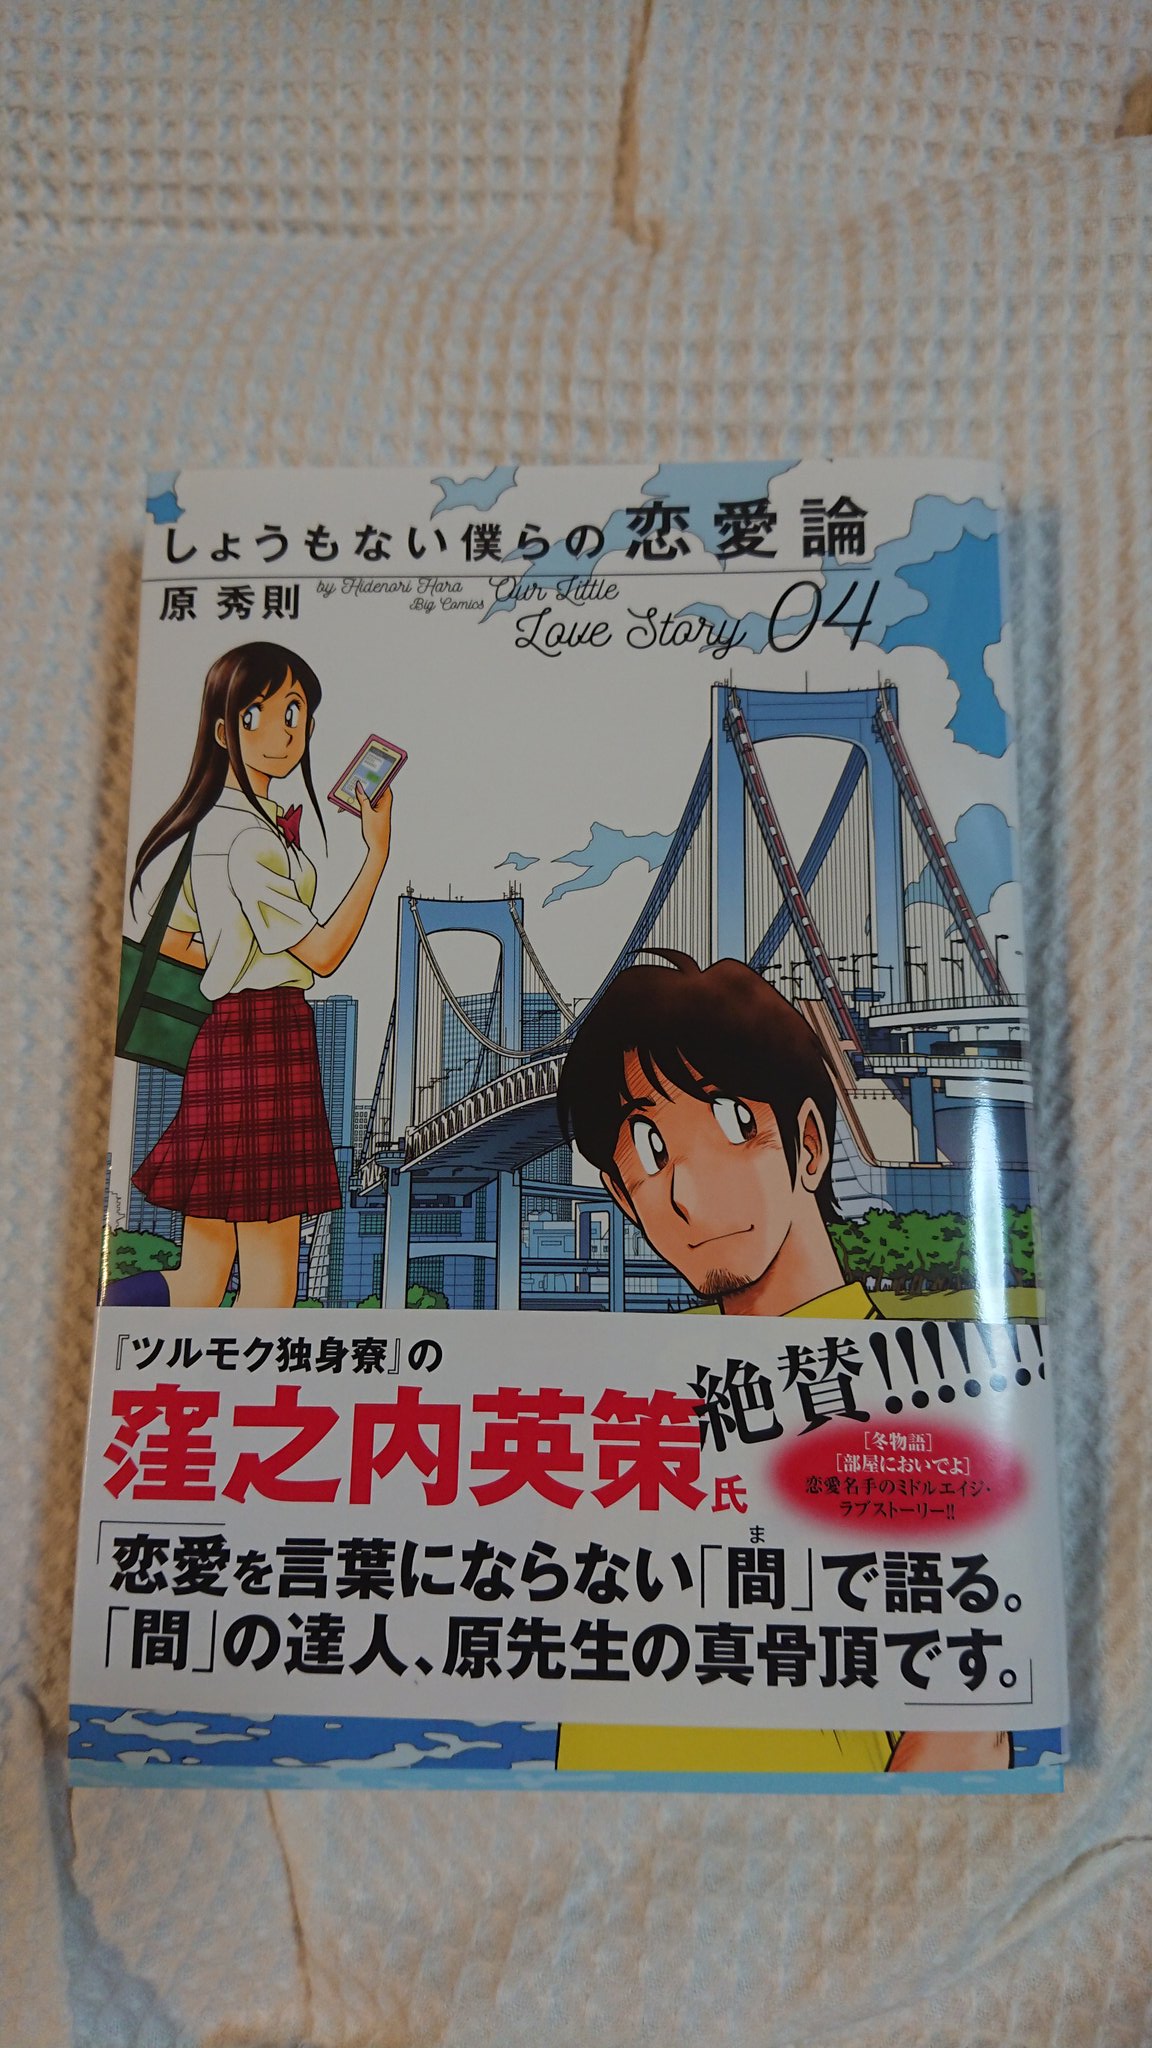 しょうもない僕らの恋愛論
原 秀則
by Hidenori Hara
Big Comics
Our Little
Love Story 04
『ツルモク独身寮』の
窪之内英策氏
絶賛!!!!!!!
[冬物語]
[部屋においでよ]
恋愛名手のミドルエイジ・
ラブストーリー!!
「恋愛を言葉にならない「間」で語る。
ま
「間」の達人、原先生の真骨頂です。」